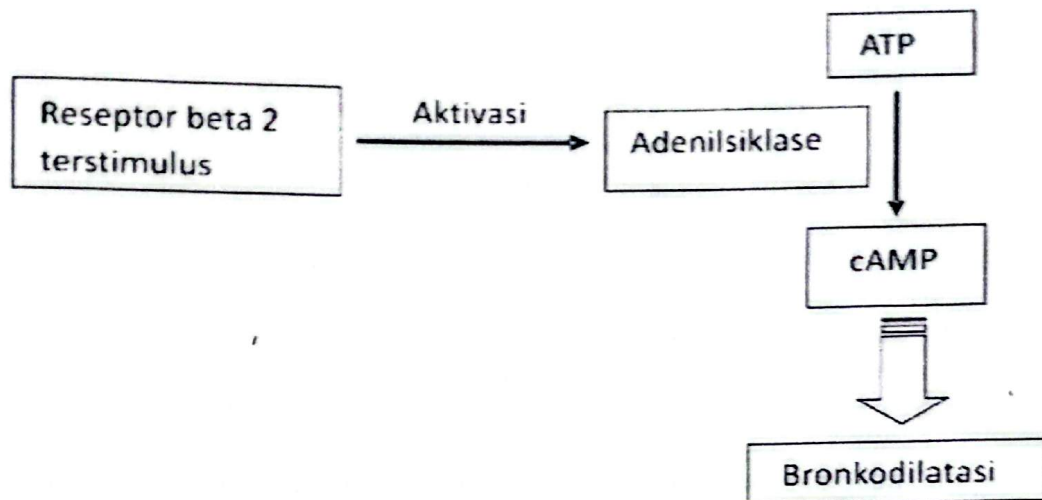 ATP
Reseptor beta 2
terstimulus
Aktivasi
Adenilsiklase
cAMP
Bronkodilatasi